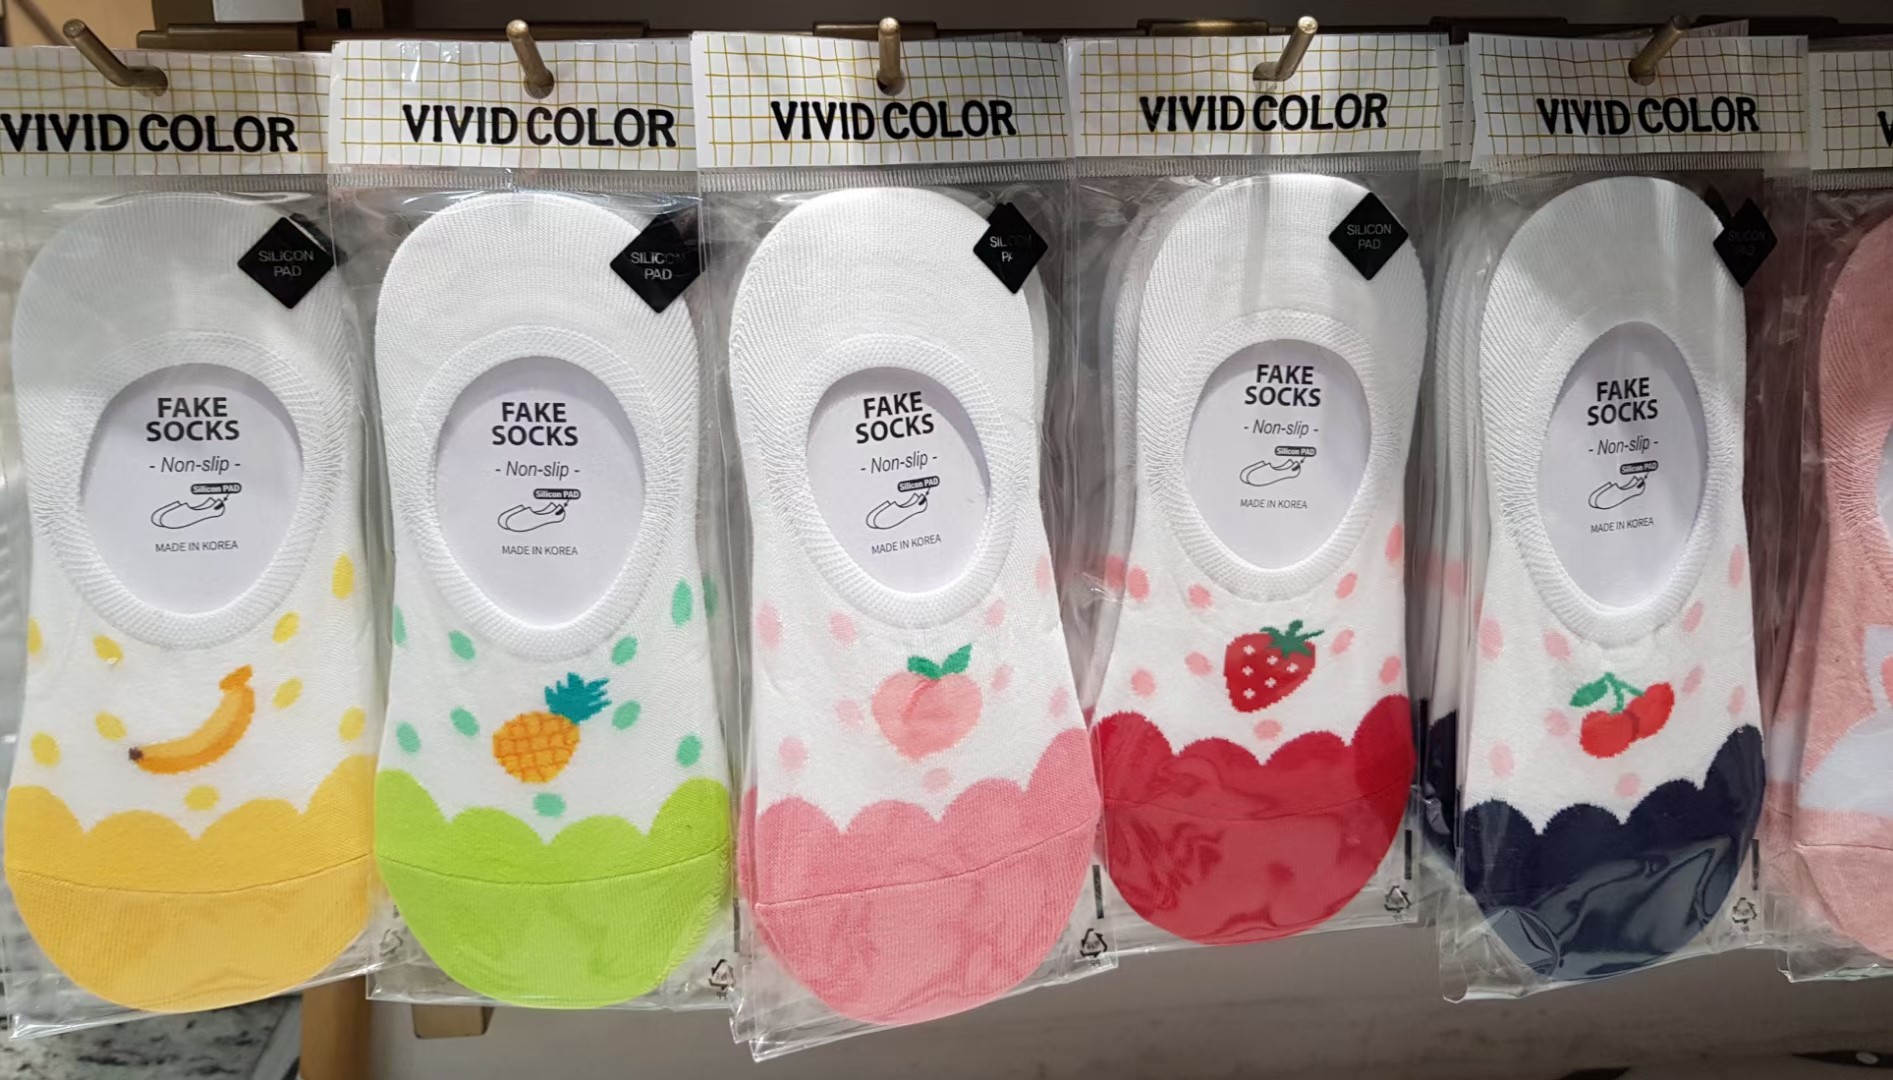 VIVID COLOR
SILICON
PAD
FAKE
SOCKS
- Non-slip -
Silicon PAD
MADE IN KOREA
VIVID COLOR
SILICON
PAD
FAKE
SOCKS
- Non-slip -
Silicon PAD
MADE IN KOREA
VIVID COLOR
FAKE
SOCKS
- Non-slip -
Silicon PAD
MADE IN KOREA
VIVID COLOR
SILICON
PAD
FAKE
SOCKS
- Non-slip -
Silicon PAD
MADE IN KOREA
VIVID COLOR
SILICON
PAD
FAKE
SOCKS
- Non-slip -
Silicon PAD
MADE IN KOREA